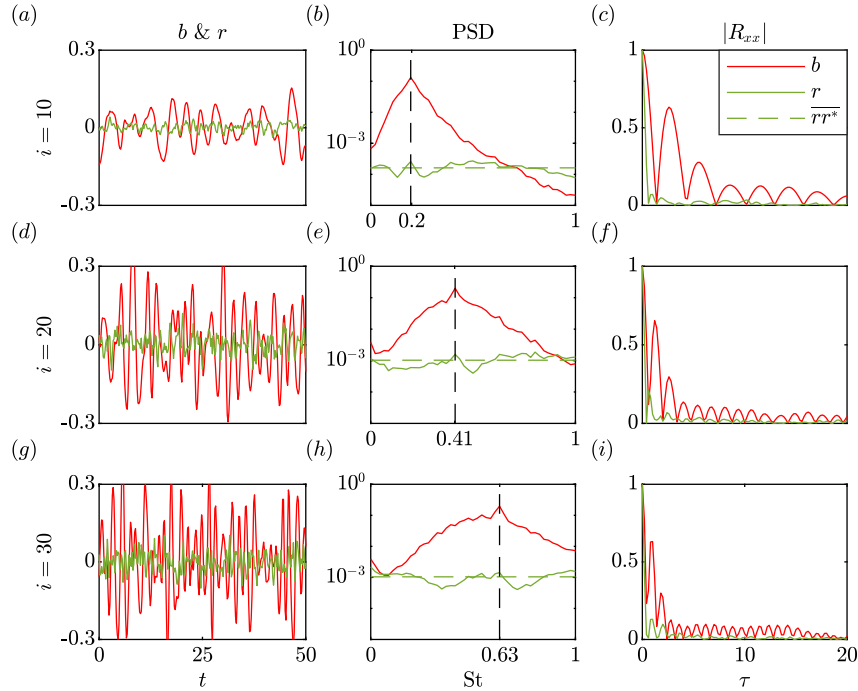 (a) b & r (b) PSD (c) |R_{xx}|
0.3 10^0 1
b
r
\overline{rr^*}
i = 10 0 10^{-3} 0.5
-0.3 0
0 0.2 1
(d) (e) (f)
0.3 10^0 1
i = 20 0 10^{-3} 0.5
-0.3 0
0 0.41 1
(g) (h) (i)
0.3 10^0 1
i = 30 0 10^{-3} 0.5
-0.3 0
0 25 50 0 0.63 1 0 10 20
t St τ